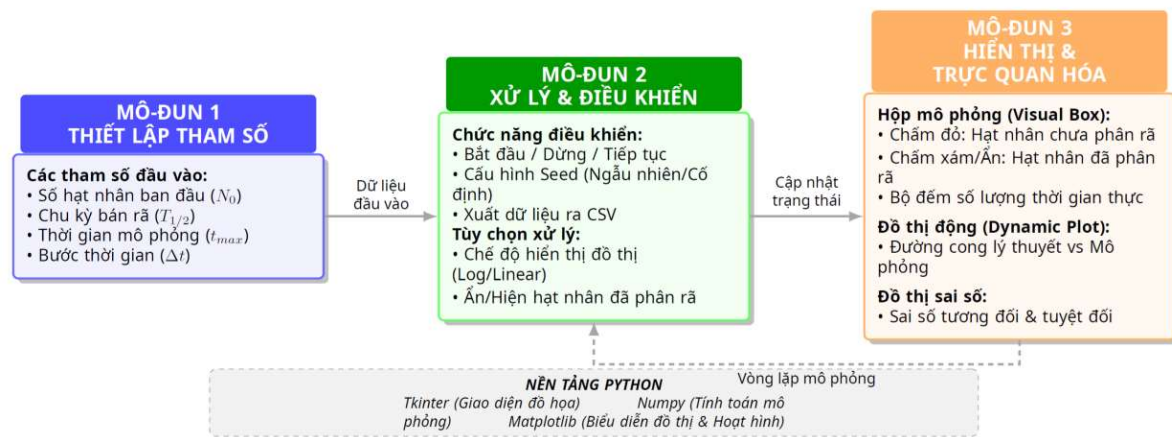 MÔ-ĐUN 1
THIẾT LẬP THAM SỐ
Các tham số đầu vào:
• Số hạt nhân ban đầu (N₀)
• Chu kỳ bán rã (T₁/₂)
• Thời gian mô phỏng (tₘₐₓ)
• Bước thời gian (Δt)
Dữ liệu
đầu vào
MÔ-ĐUN 2
XỬ LÝ & ĐIỀU KHIỂN
Chức năng điều khiển:
• Bắt đầu / Dừng / Tiếp tục
• Cấu hình Seed (Ngẫu nhiên/Cố
định)
• Xuất dữ liệu ra CSV
Tùy chọn xử lý:
• Chế độ hiển thị đồ thị
(Log/Linear)
• Ẩn/Hiện hạt nhân đã phân rã
Cập nhật
trạng thái
MÔ-ĐUN 3
HIỂN THỊ &
TRỰC QUAN HÓA
Hộp mô phỏng (Visual Box):
• Chấm đỏ: Hạt nhân chưa phân rã
• Chấm xám/Ẩn: Hạt nhân đã phân
rã
• Bộ đếm số lượng thời gian thực
Đồ thị động (Dynamic Plot):
• Đường cong lý thuyết vs Mô
phỏng
Đồ thị sai số:
• Sai số tương đối & tuyệt đối
Vòng lặp mô phỏng
NỀN TẢNG PYTHON
Tkinter (Giao diện đồ họa) Numpy (Tính toán mô
phỏng) Matplotlib (Biểu diễn đồ thị & Hoạt hình)